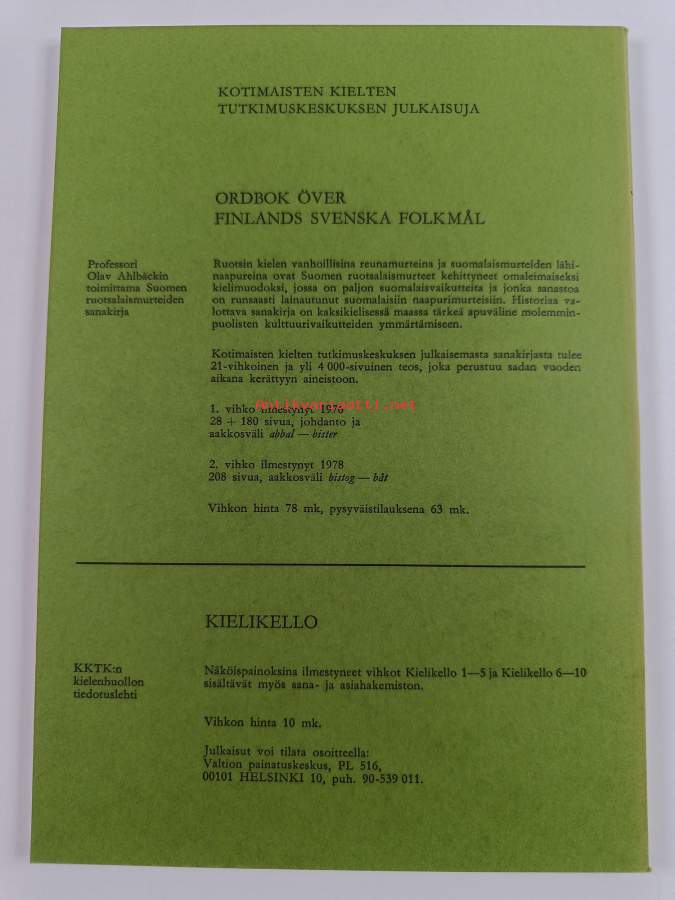 KOTIMAISTEN KIELTEN
TUTKIMUSKESKUKSEN JULKAISUJA
ORDBOK ÖVER
FINLANDS SVENSKA FOLKMÅL
Professori
Olav Ahlbäckin
toimittama Suomen
ruotsalaismurteiden
sanakirja
Ruotsin kielen vanhoillisina reunamurteina ja suomalaismurteiden lähi-
naapureina ovat Suomen ruotsalaismurteet kehittyneet omaleimaiseksi
kielimuodoksi, jossa on paljon suomalaisvaikutteita ja jonka sanastoa
on runsaasti lainautunut suomalaisiin naapurimurteisiin. Historiaa va-
lottava sanakirja on kaksikielisessä maassa tärkeä apuväline molemmin-
puolisten kulttuurivaikutteiden ymmärtämiseen.
Kotimaisten kielten tutkimuskeskuksen julkaisemasta sanakirjasta tulee
21-vihkoinen ja yli 4 000-sivuinen teos, joka perustuu sadan vuoden
aikana kerättyyn aineistoon.
Antikvariaatti.net
1. vihko ilmestynyt 1976
28 + 180 sivua, johdanto ja
aakkosväli abbal — bister
2. vihko ilmestynyt 1978
208 sivua, aakkosväli bistog — båt
Vihkon hinta 78 mk, pysyväistilauksena 63 mk.
KIELIKELLO
KKTK:n
kielenhuollon
tiedotuslehti
Näköispainoksina ilmestyneet vihkot Kielikello 1—5 ja Kielikello 6—10
sisältävät myös sana- ja asiahakemiston.
Vihkon hinta 10 mk.
Julkaisut voi tilata osoitteella:
Valtion painatuskeskus, PL 516,
00101 HELSINKI 10, puh. 90-539 011.